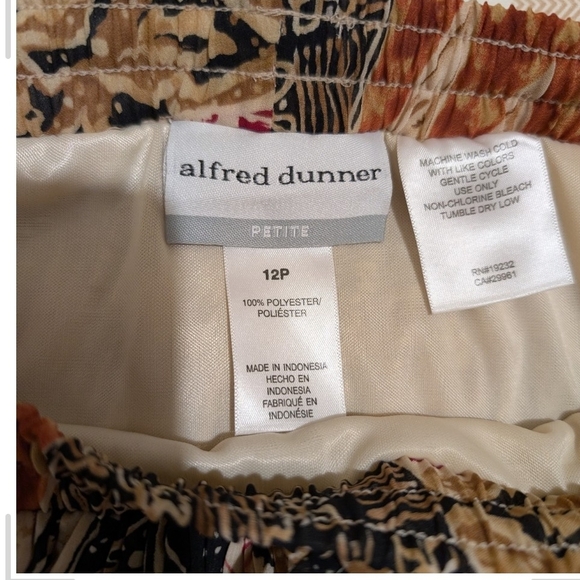 alfred dunner
PETITE
12P
100% POLYESTER/
POLIÉSTER
MADE IN INDONESIA
HECHO EN
INDONESIA
FABRIQUÉ EN
INDONÉSIE
MACHINE WASH COLD
WITH LIKE COLORS
GENTLE CYCLE
USE ONLY
NON-CHLORINE BLEACH
TUMBLE DRY LOW
RN#19232
CA#29961